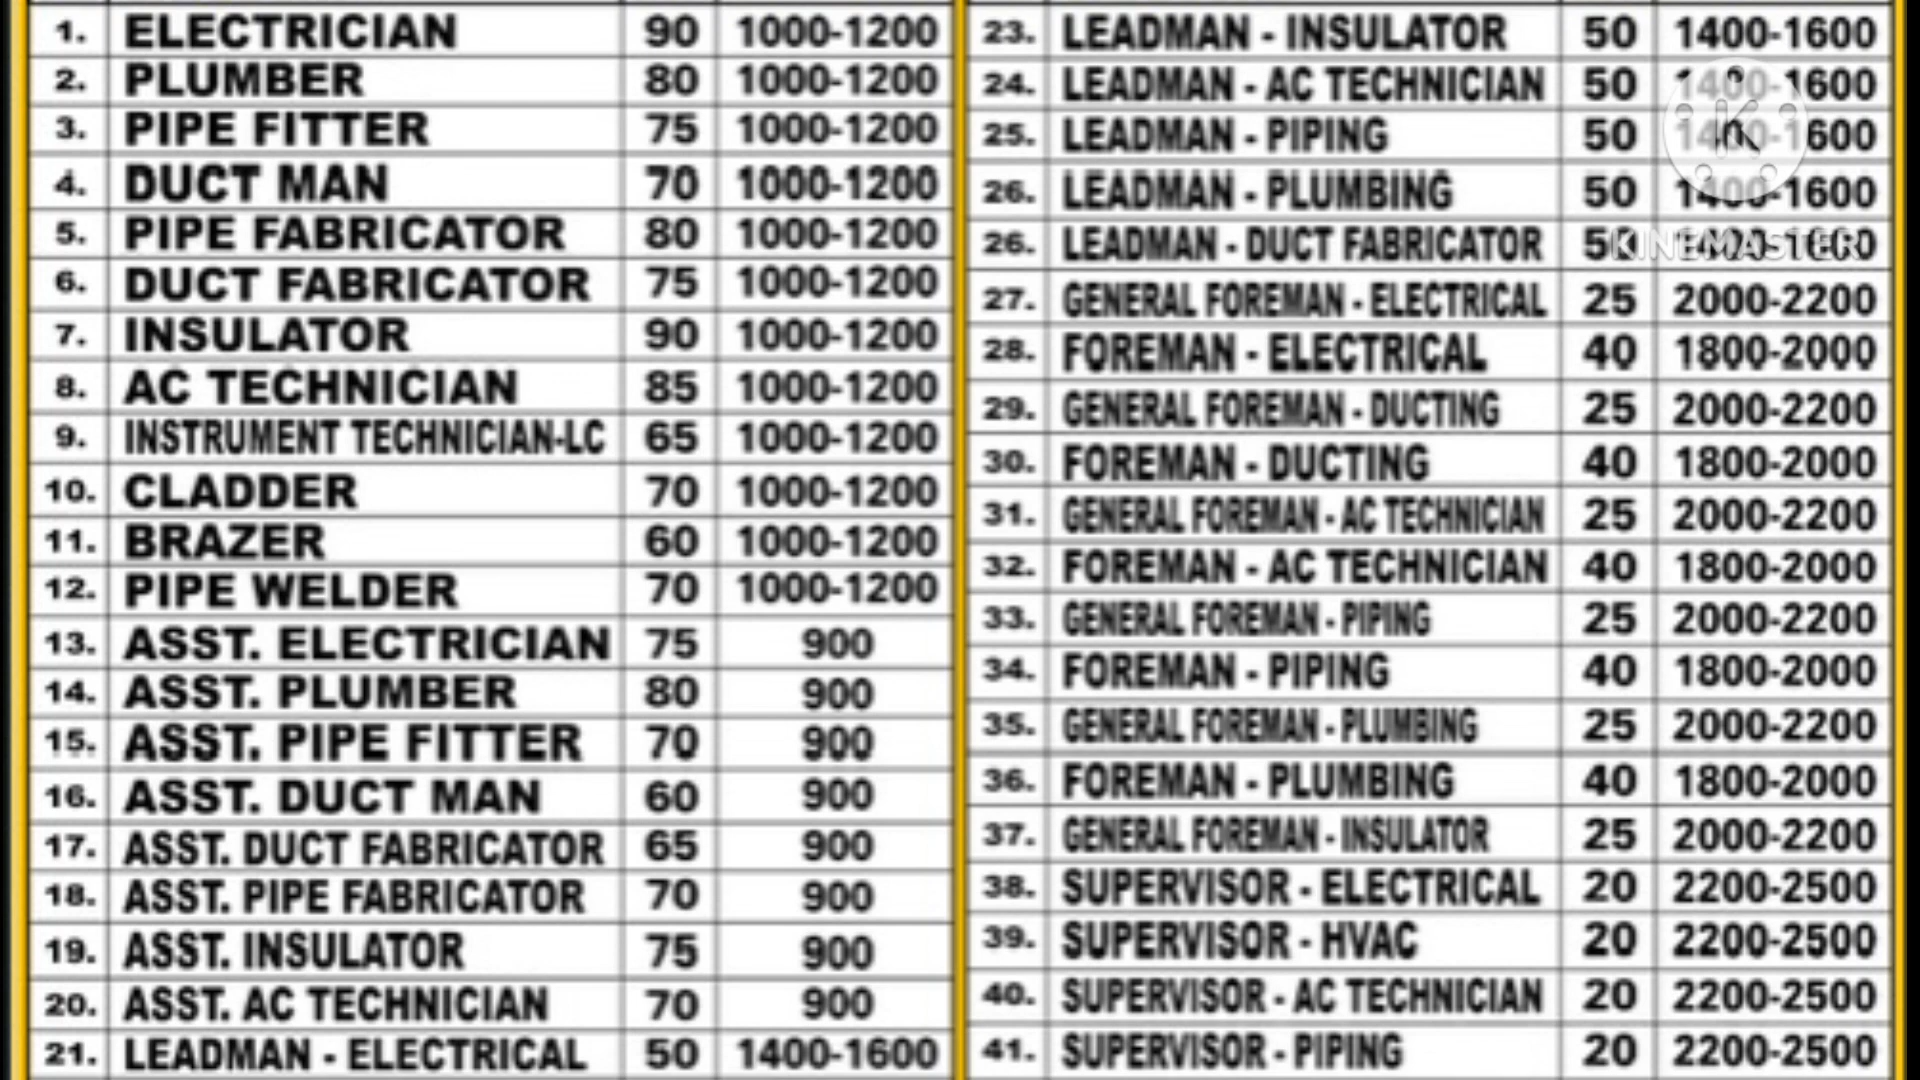 1. ELECTRICIAN 90 1000-1200
2. PLUMBER 80 1000-1200
3. PIPE FITTER 75 1000-1200
4. DUCT MAN 70 1000-1200
5. PIPE FABRICATOR 80 1000-1200
6. DUCT FABRICATOR 75 1000-1200
7. INSULATOR 90 1000-1200
8. AC TECHNICIAN 85 1000-1200
9. INSTRUMENT TECHNICIAN-LC 65 1000-1200
10. CLADDER 70 1000-1200
11. BRAZER 60 1000-1200
12. PIPE WELDER 70 1000-1200
13. ASST. ELECTRICIAN 75 900
14. ASST. PLUMBER 80 900
15. ASST. PIPE FITTER 70 900
16. ASST. DUCT MAN 60 900
17. ASST. DUCT FABRICATOR 65 900
18. ASST. PIPE FABRICATOR 70 900
19. ASST. INSULATOR 75 900
20. ASST. AC TECHNICIAN 70 900
21. LEADMAN - ELECTRICAL 50 1400-1600
23. LEADMAN - INSULATOR 50 1400-1600
24. LEADMAN - AC TECHNICIAN 50 1400-1600
25. LEADMAN - PIPING 50 1400-1600
26. LEADMAN - PLUMBING 50 1400-1600
26. LEADMAN - DUCT FABRICATOR 50 1400-1600
27. GENERAL FOREMAN - ELECTRICAL 25 2000-2200
28. FOREMAN - ELECTRICAL 40 1800-2000
29. GENERAL FOREMAN - DUCTING 25 2000-2200
30. FOREMAN - DUCTING 40 1800-2000
31. GENERAL FOREMAN - AC TECHNICIAN 25 2000-2200
32. FOREMAN - AC TECHNICIAN 40 1800-2000
33. GENERAL FOREMAN - PIPING 25 2000-2200
34. FOREMAN - PIPING 40 1800-2000
35. GENERAL FOREMAN - PLUMBING 25 2000-2200
36. FOREMAN - PLUMBING 40 1800-2000
37. GENERAL FOREMAN - INSULATOR 25 2000-2200
38. SUPERVISOR - ELECTRICAL 20 2200-2500
39. SUPERVISOR - HVAC 20 2200-2500
40. SUPERVISOR - AC TECHNICIAN 20 2200-2500
41. SUPERVISOR - PIPING 20 2200-2500
K
KINEMASTER